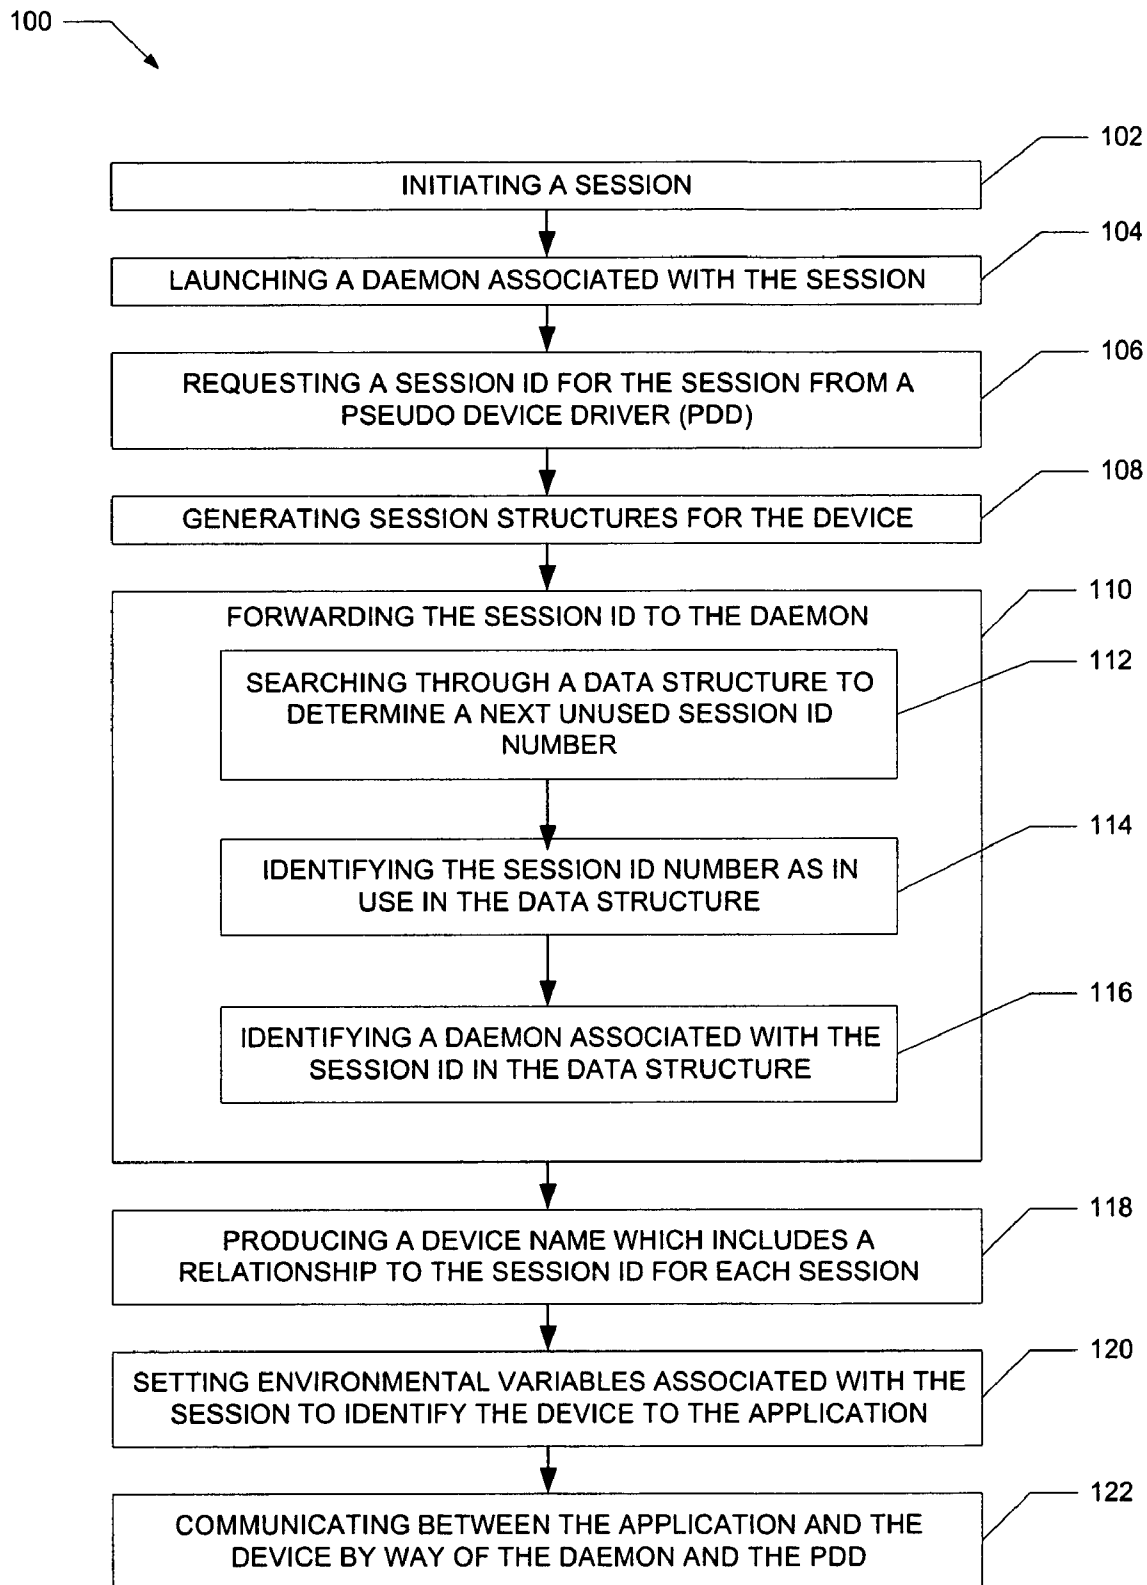 100
102
INITIATING A SESSION
104
LAUNCHING A DAEMON ASSOCIATED WITH THE SESSION
106
REQUESTING A SESSION ID FOR THE SESSION FROM A
PSEUDO DEVICE DRIVER (PDD)
108
GENERATING SESSION STRUCTURES FOR THE DEVICE
110
FORWARDING THE SESSION ID TO THE DAEMON
112
SEARCHING THROUGH A DATA STRUCTURE TO
DETERMINE A NEXT UNUSED SESSION ID
NUMBER
114
IDENTIFYING THE SESSION ID NUMBER AS IN
USE IN THE DATA STRUCTURE
116
IDENTIFYING A DAEMON ASSOCIATED WITH THE
SESSION ID IN THE DATA STRUCTURE
118
PRODUCING A DEVICE NAME WHICH INCLUDES A
RELATIONSHIP TO THE SESSION ID FOR EACH SESSION
120
SETTING ENVIRONMENTAL VARIABLES ASSOCIATED WITH THE
SESSION TO IDENTIFY THE DEVICE TO THE APPLICATION
122
COMMUNICATING BETWEEN THE APPLICATION AND THE
DEVICE BY WAY OF THE DAEMON AND THE PDD